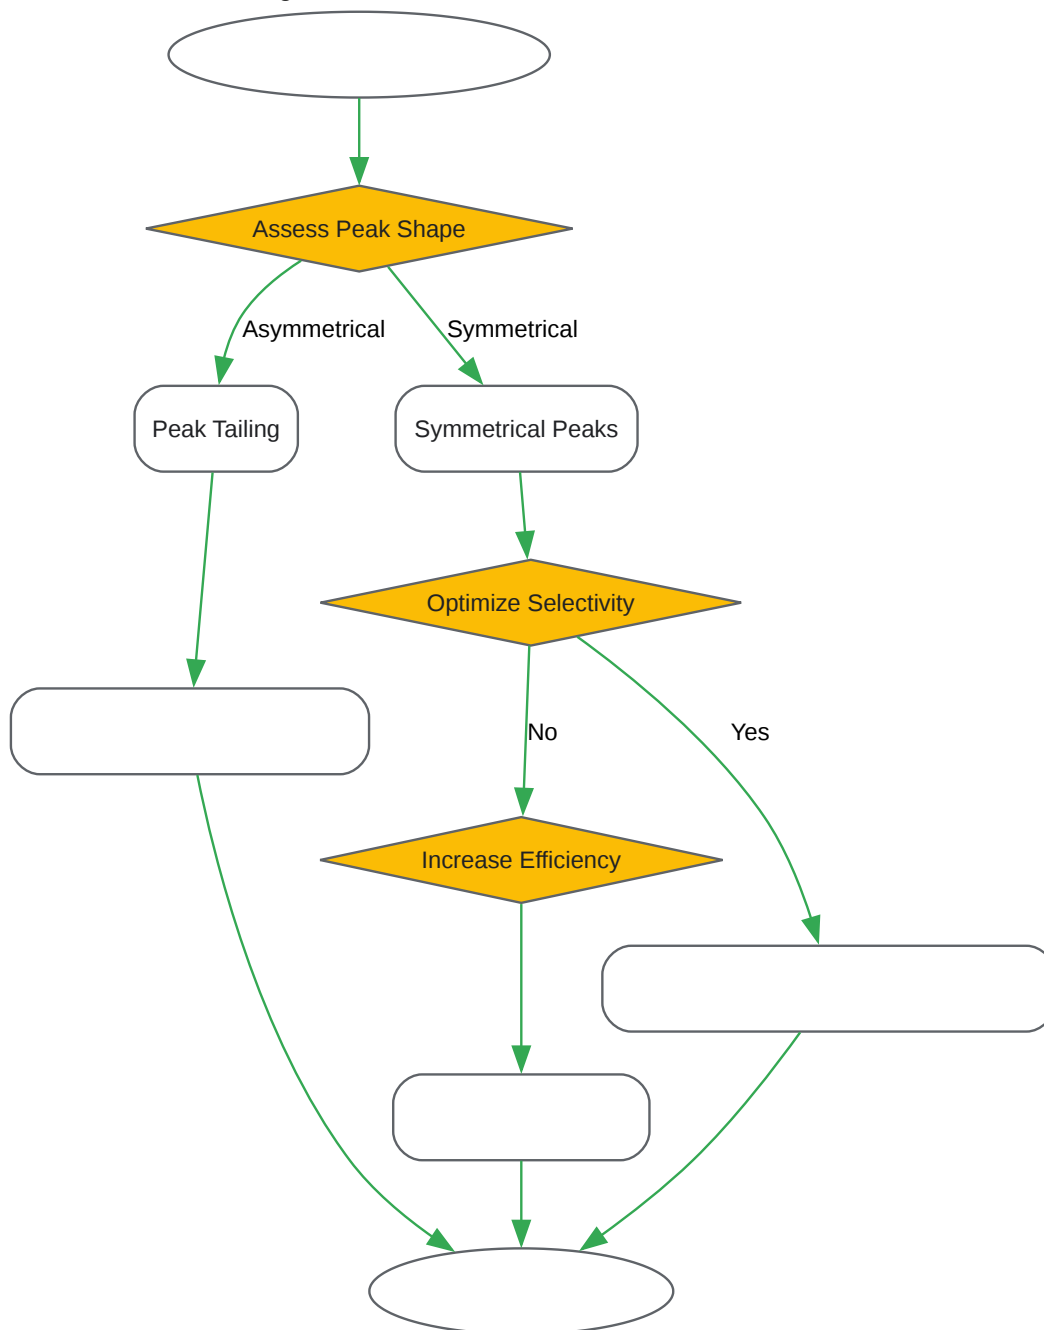 Assess Peak Shape
Asymmetrical
Symmetrical
Peak Tailing
Symmetrical Peaks
Optimize Selectivity
No
Yes
Increase Efficiency